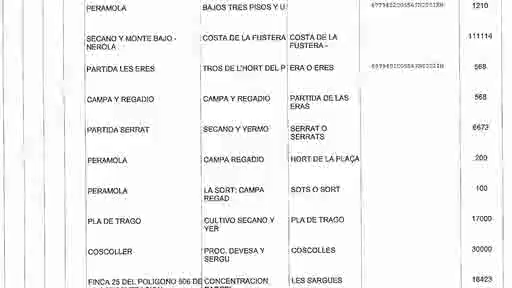 PERAMOLA BAJOS TRES PISOS Y U 1210
SECANO Y MONTE BAJO - COSTA DE LA FUSTERA COSTA DE LA 111114
NEROLA FUSTERA -
PARTIDA LES ERES TROS DE L'HORT DEL P ERA O ERES 568
CAMPA Y REGADIO CAMPA Y REGADIO PARTIDA DE LAS 568
ERAS
PARTIDA SERRAT SECANO Y YERMO SERRAT O 6673
SERRATS
PERAMOLA CAMPA REGADIO HORT DE LA PLAÇA 200
PERAMOLA LA SORT: CAMPA SOTS O SORT 100
REGAD
PLA DE TRAGO CULTIVO SECANO Y PLA DE TRAGO 17000
YER
COSCOLLER PROC. DEVESA Y COSCOLLES 30000
SERGU
FINCA 25 DEL POLIGONO 606 DE CONCENTRACION LES SARGUES 18423